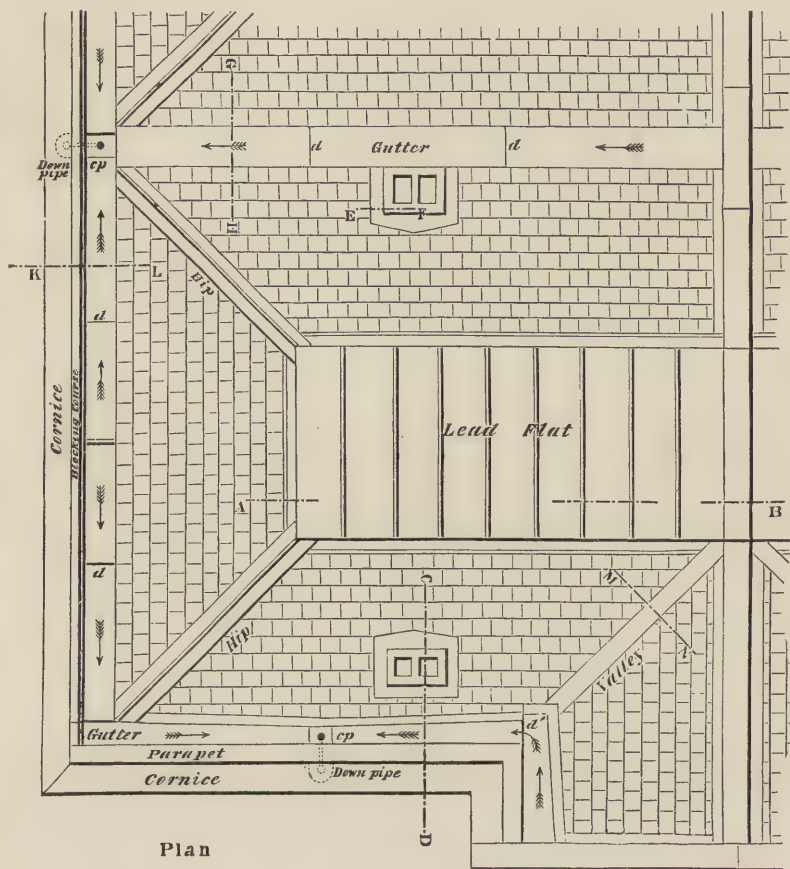 G
d
Gutter
d
Down
pipe
cp
E
F
H
K
L
Hip
d
Cornice
Blocking Course
Lead Flat
A
B
d
C
M
N
Hip
Valley
Gutter
cp
d'
Parapet
Cornice
Down pipe
D
Plan